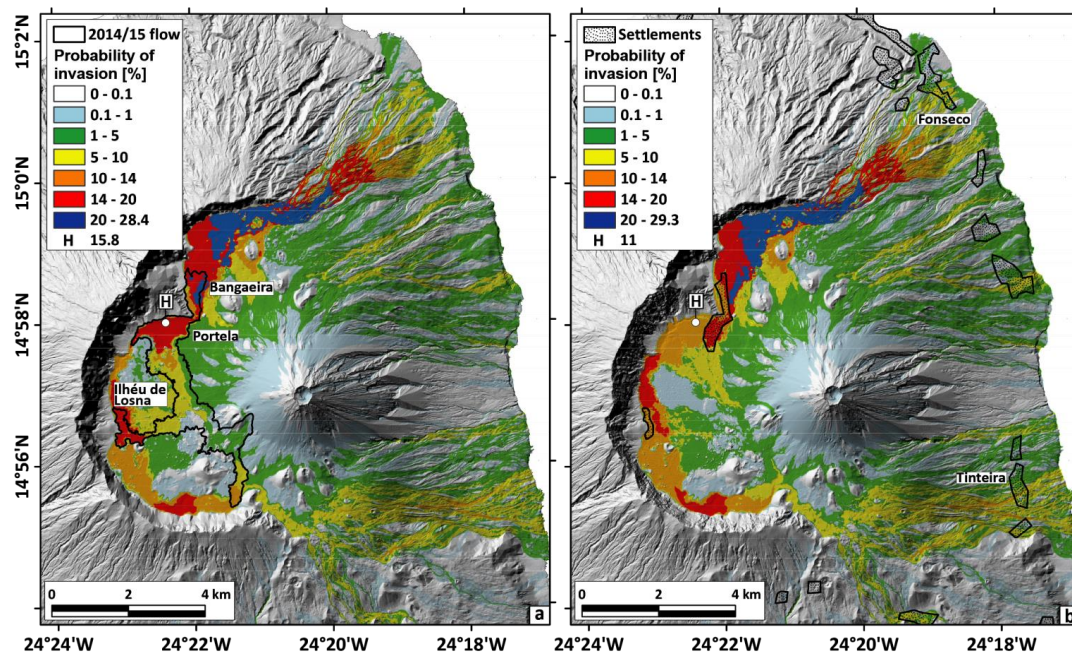 2014/15 flow
Probability of
invasion [%]
0 - 0.1
0.1 - 1
1 - 5
5 - 10
10 - 14
14 - 20
20 - 28.4
H 15.8
H
Bangaeira
Portela
Ilhéu de
Losna
0 2 4 km
a
15°2'N
15°0'N
14°58'N
14°56'N
24°24'W 24°22'W 24°20'W 24°18'W
Settlements
Probability of
invasion [%]
0 - 0.1
0.1 - 1
1 - 5
5 - 10
10 - 14
14 - 20
20 - 29.3
H 11
Fonseco
H
Tinteira
0 2 4 km
b
24°24'W 24°22'W 24°20'W 24°18'W